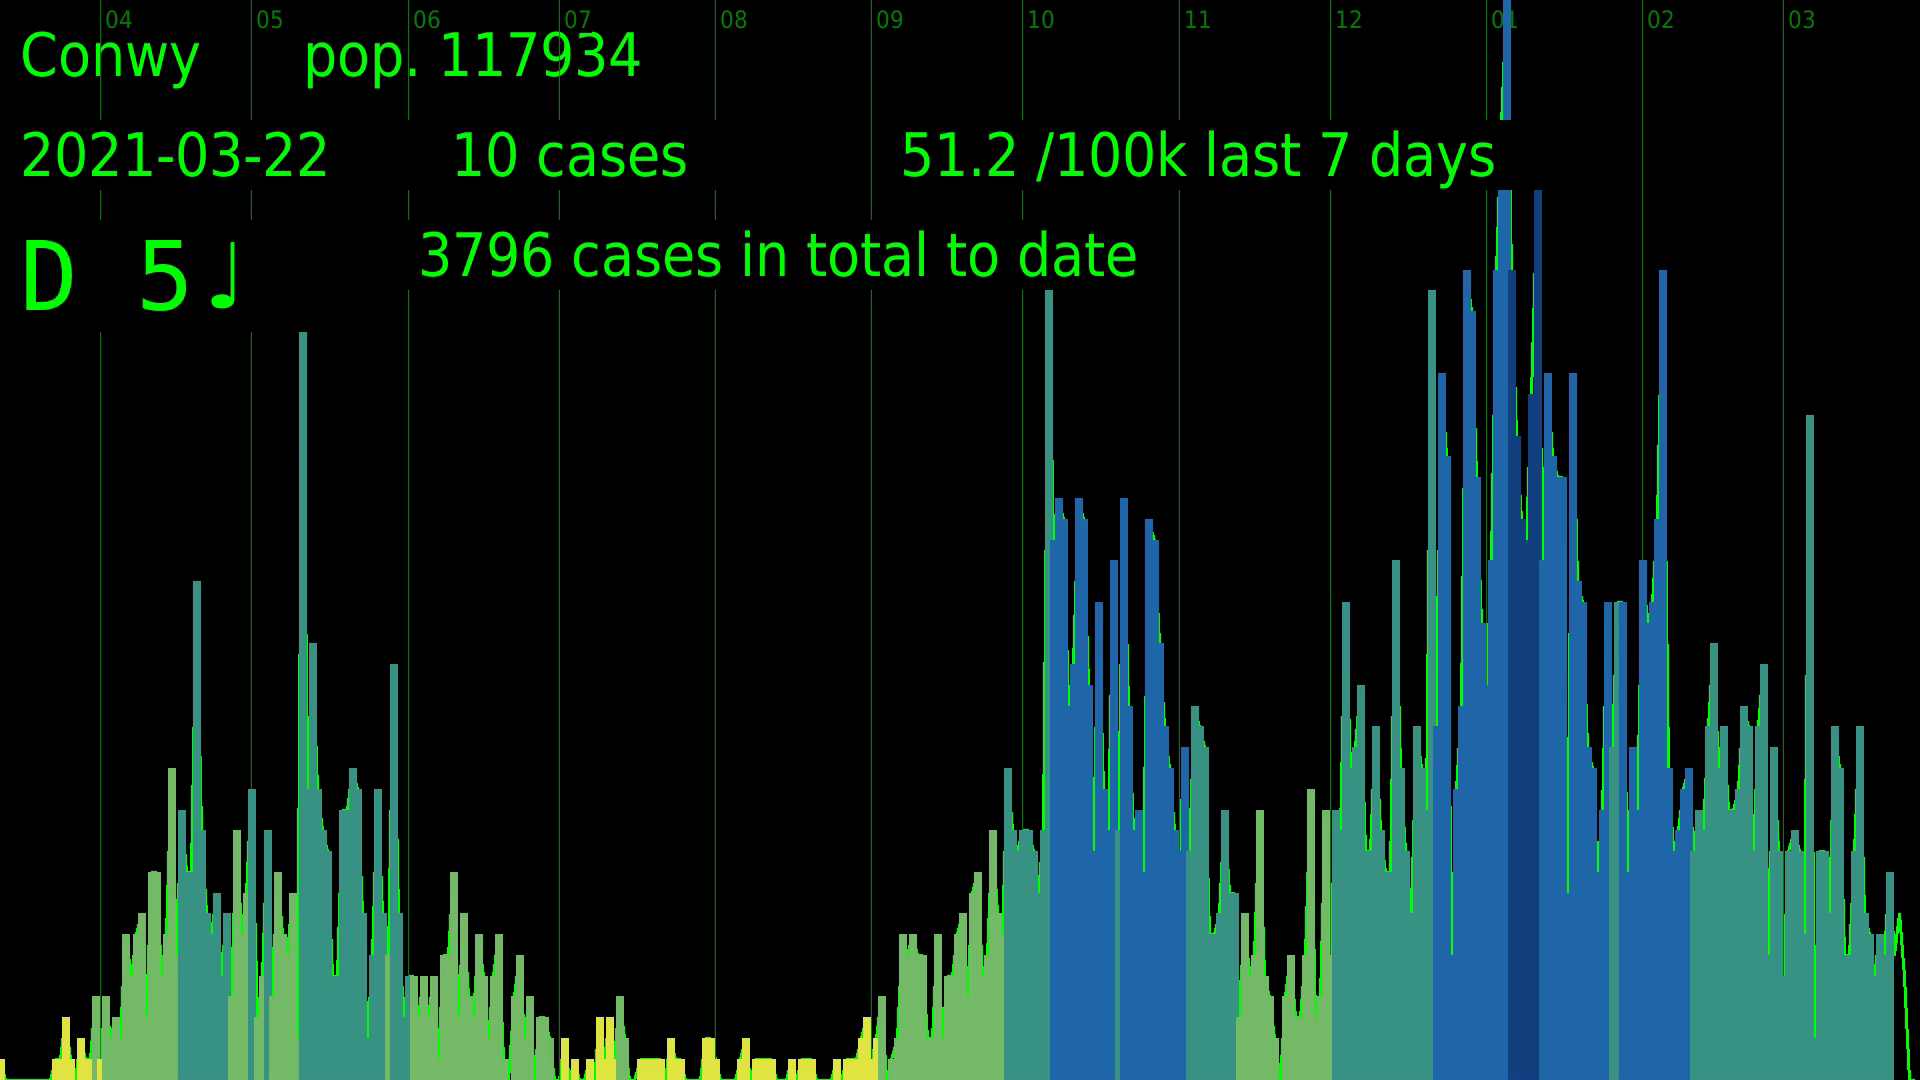 04 05 06 07 08 09 10 11 12 01 02 03
Conwy pop. 117934
2021-03-22 10 cases 51.2 /100k last 7 days
D 5♩ 3796 cases in total to date